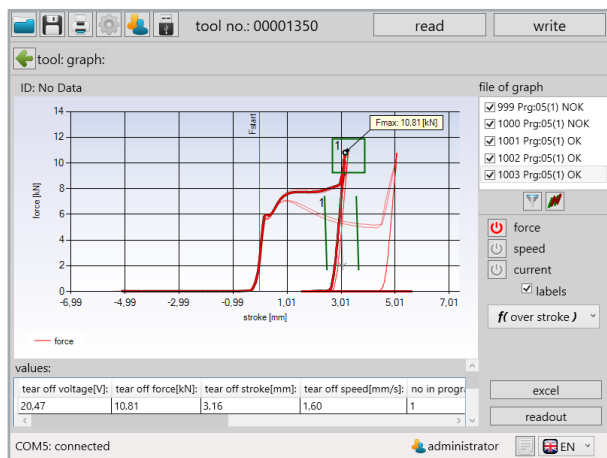 tool no.: 00001350
read
write
tool: graph:
ID: No Data
file of graph
14
12
10
8
6
4
2
0
force [kN]
Fstart
1
1
Fmax: 10,81 [kN]
-6,99 -4,99 -2,99 -0,99 1,01 3,01 5,01 7,01
stroke [mm]
force
999 Prg:05(1) NOK
1000 Prg:05(1) NOK
1001 Prg:05(1) OK
1002 Prg:05(1) OK
1003 Prg:05(1) OK
force
speed
current
labels
f( over stroke )
values:
tear off voltage[V]: tear off force[kN]: tear off stroke[mm]: tear off speed[mm/s]: no in progra
20,47 10,81 3,16 1,60 1
excel
readout
COM5: connected
administrator
EN